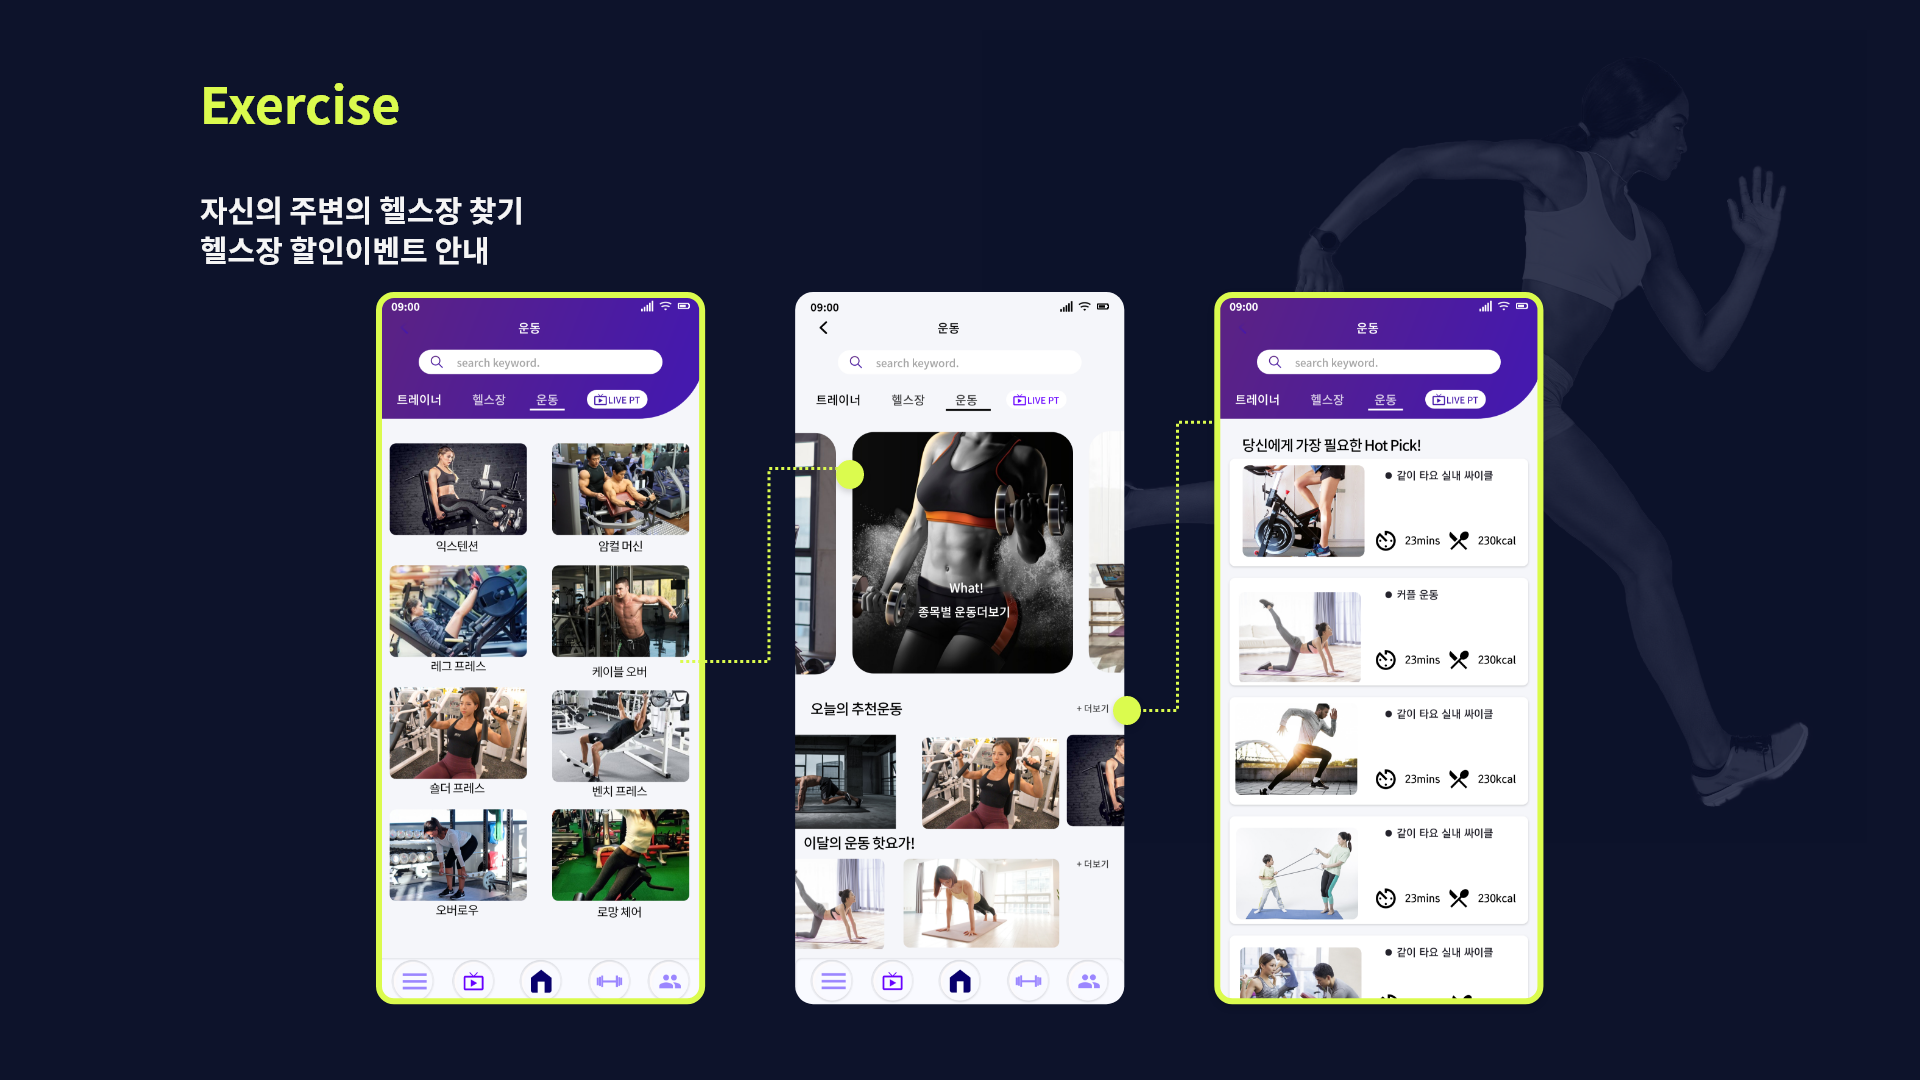 Exercise
자신의 주변의 헬스장 찾기
헬스장 할인이벤트 안내
09:00
운동
search keyword.
트레이너 헬스장 운동 LIVE PT
익스텐션 암컬 머신
레그 프레스 케이블 오버
숄더 프레스 벤치 프레스
오버로우 로망 체어
09:00
운동
search keyword.
트레이너 헬스장 운동 LIVE PT
What!
종목별 운동더보기
오늘의 추천운동 + 더보기
이달의 운동 핫요가!
+ 더보기
09:00
운동
search keyword.
트레이너 헬스장 운동 LIVE PT
당신에게 가장 필요한 Hot Pick!
같이 타요 실내 싸이클
23mins 230kcal
커플 운동
23mins 230kcal
같이 타요 실내 싸이클
23mins 230kcal
같이 타요 실내 싸이클
23mins 230kcal
같이 타요 실내 싸이클